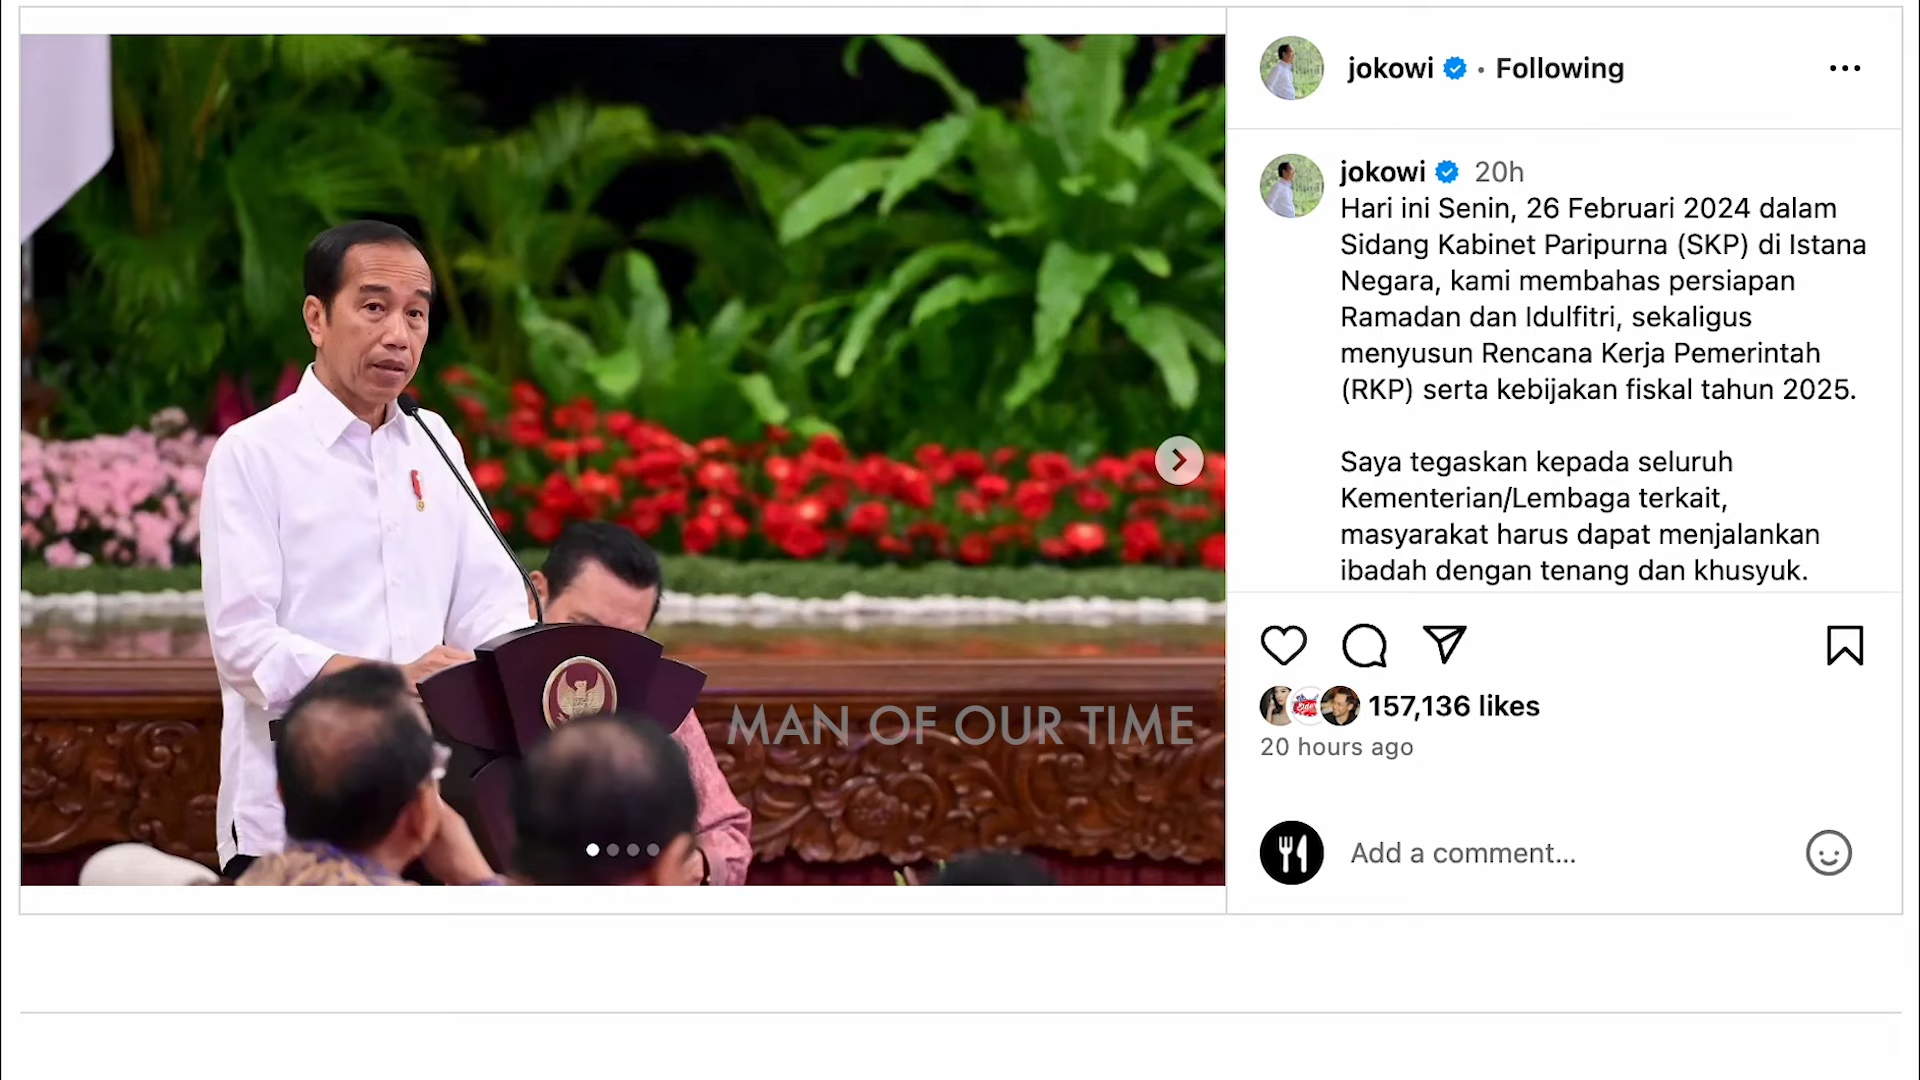 jokowi • Following
jokowi 20h
Hari ini Senin, 26 Februari 2024 dalam
Sidang Kabinet Paripurna (SKP) di Istana
Negara, kami membahas persiapan
Ramadan dan Idulfitri, sekaligus
menyusun Rencana Kerja Pemerintah
(RKP) serta kebijakan fiskal tahun 2025.
Saya tegaskan kepada seluruh
Kementerian/Lembaga terkait,
masyarakat harus dapat menjalankan
ibadah dengan tenang dan khusyuk.
157,136 likes
20 hours ago
Add a comment...
MAN OF OUR TIME